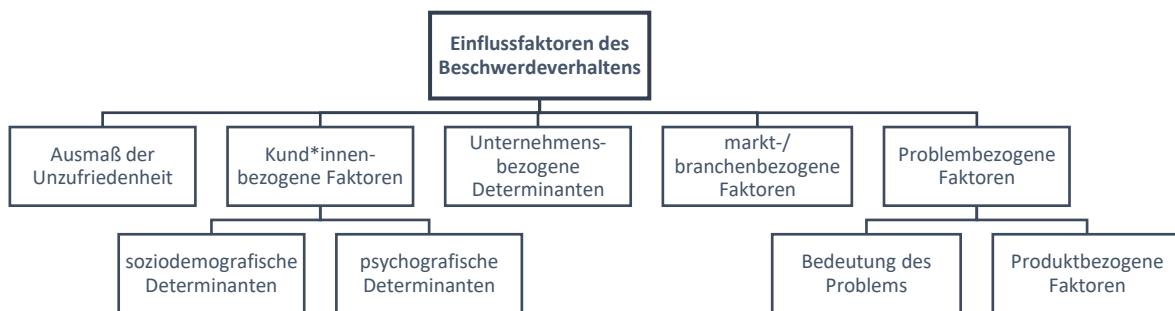 Einflussfaktoren des
Beschwerdeverhaltens
Ausmaß der
Unzufriedenheit
Kund*innen-
bezogene Faktoren
Unternehmens-
bezogene
Determinanten
markt-/
branchenbezogene
Faktoren
Problembezogene
Faktoren
soziodemografische
Determinanten
psychografische
Determinanten
Bedeutung des
Problems
Produktbezogene
Faktoren